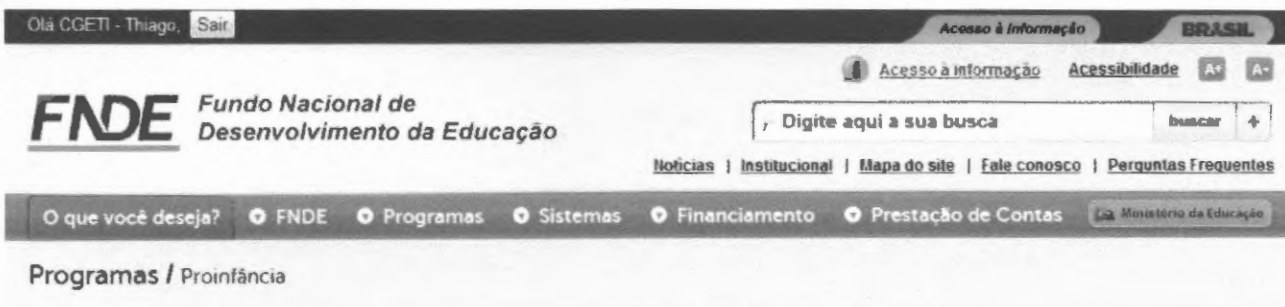 Olá CGETI - Thiago, Sair Acesso à Informação BRASIL
Acesso à informação Acessibilidade A+ A-
FNDE Fundo Nacional de
Desenvolvimento da Educação
Digite aqui a sua busca buscar +
Notícias | Institucional | Mapa do site | Fale conosco | Perguntas Frequentes
O que você deseja? FNDE Programas Sistemas Financiamento Prestação de Contas Ministério da Educação
Programas / Proinfância